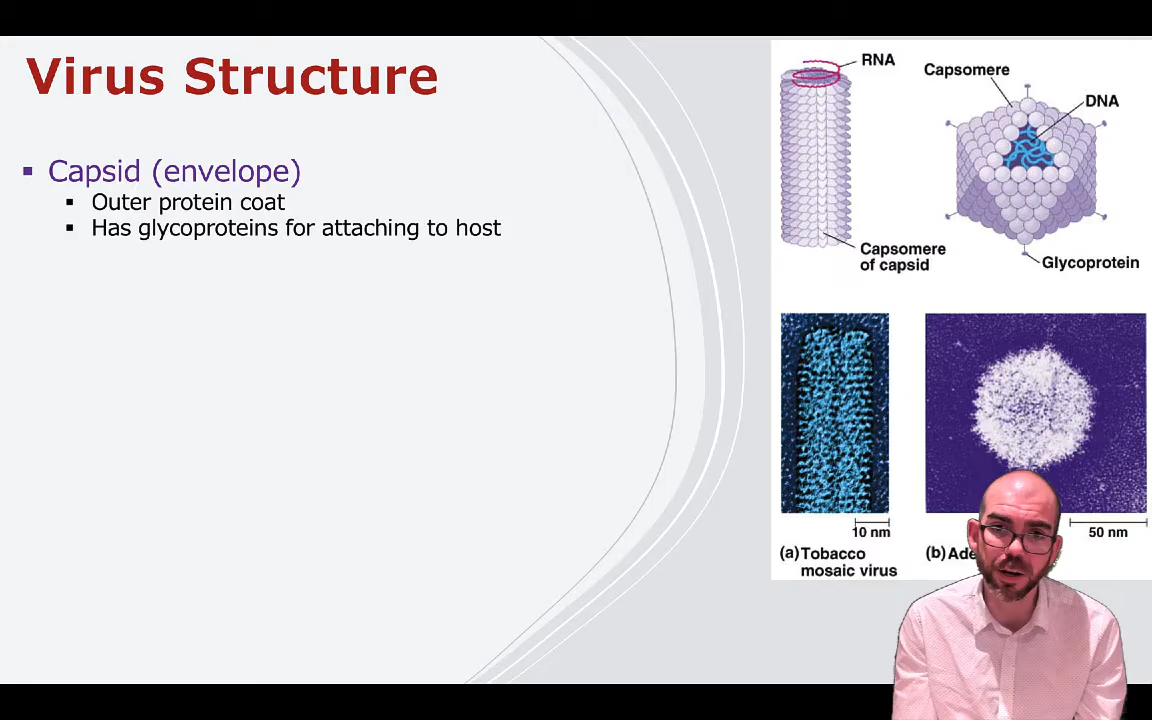 Virus Structure
▪ Capsid (envelope)
▪ Outer protein coat
▪ Has glycoproteins for attaching to host
RNA
Capsomere
DNA
Capsomere
of capsid
Glycoprotein
10 nm
50 nm
(a) Tobacco
mosaic virus
(b)